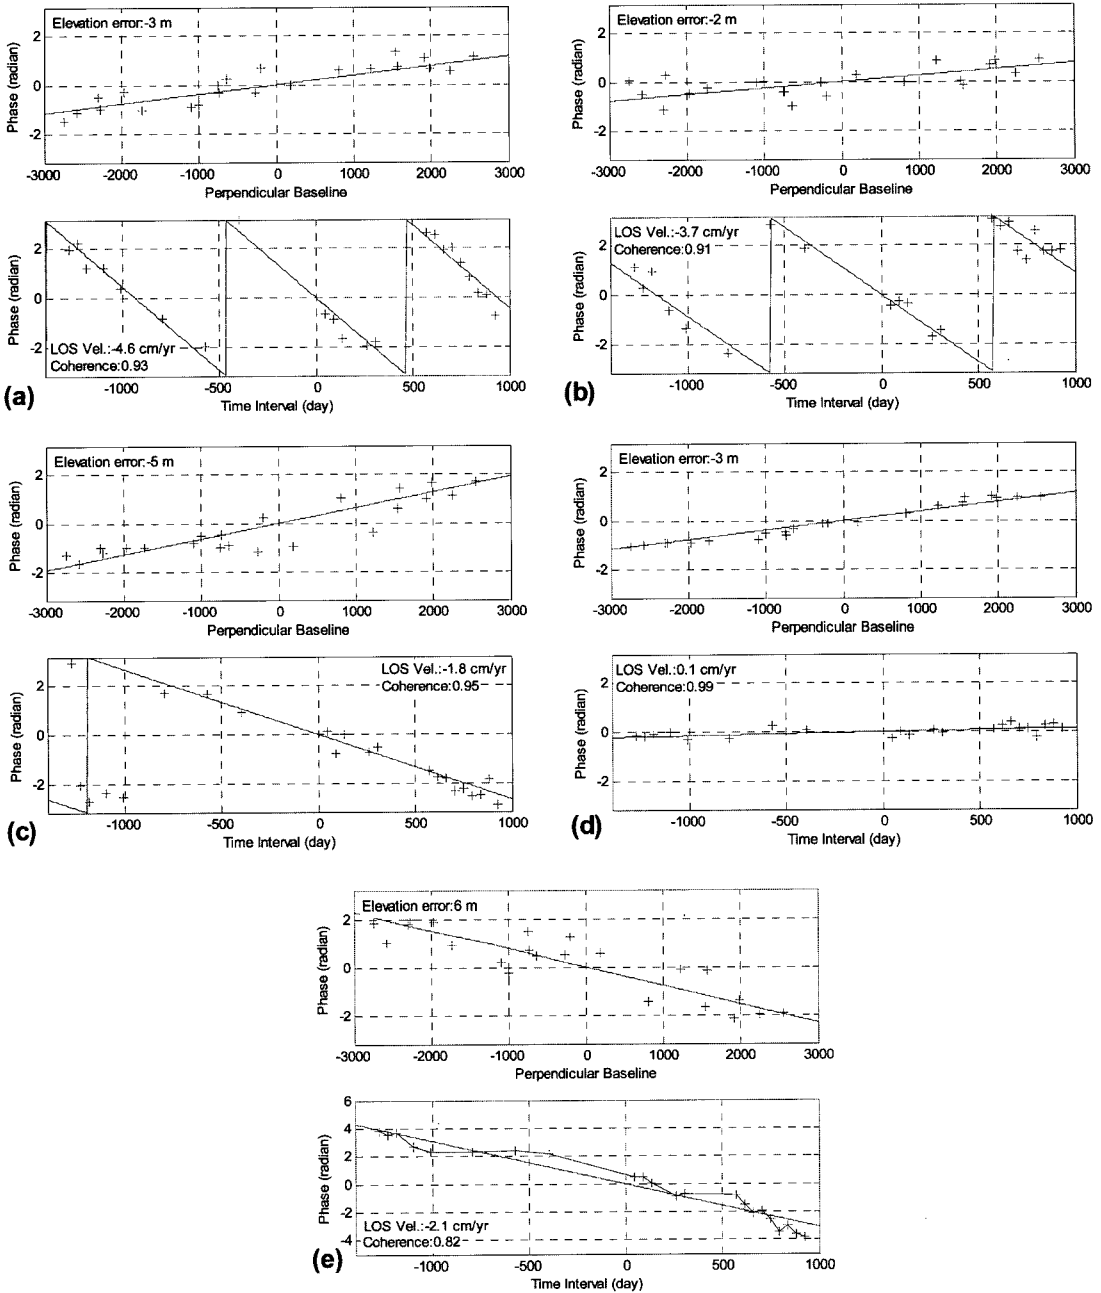 Elevation error:-3 m
Phase (radian)
2
0
-2
-3000 -2000 -1000 0 1000 2000 3000
Perpendicular Baseline
Phase (radian)
2
0
-2
LOS Vel.:-4.6 cm/yr
Coherence:0.93
-1000 -500 0 500 1000
Time Interval (day)
(a)
Elevation error:-2 m
Phase (radian)
2
0
-2
-3000 -2000 -1000 0 1000 2000 3000
Perpendicular Baseline
LOS Vel.:-3.7 cm/yr
Coherence:0.91
Phase (radian)
2
0
-2
-1000 -500 0 500 1000
Time Interval (day)
(b)
Elevation error:-5 m
Phase (radian)
2
0
-2
-3000 -2000 -1000 0 1000 2000 3000
Perpendicular Baseline
LOS Vel.:-1.8 cm/yr
Coherence:0.95
Phase (radian)
2
0
-2
-1000 -500 0 500 1000
Time Interval (day)
(c)
Elevation error:-3 m
Phase (radian)
2
0
-2
-3000 -2000 -1000 0 1000 2000 3000
Perpendicular Baseline
LOS Vel.:0.1 cm/yr
Coherence:0.99
Phase (radian)
2
0
-2
-1000 -500 0 500 1000
Time Interval (day)
(d)
Elevation error:6 m
Phase (radian)
2
0
-2
-3000 -2000 -1000 0 1000 2000 3000
Perpendicular Baseline
Phase (radian)
6
4
2
0
-2
-4
LOS Vel.:-2.1 cm/yr
Coherence:0.82
-1000 -500 0 500 1000
Time Interval (day)
(e)